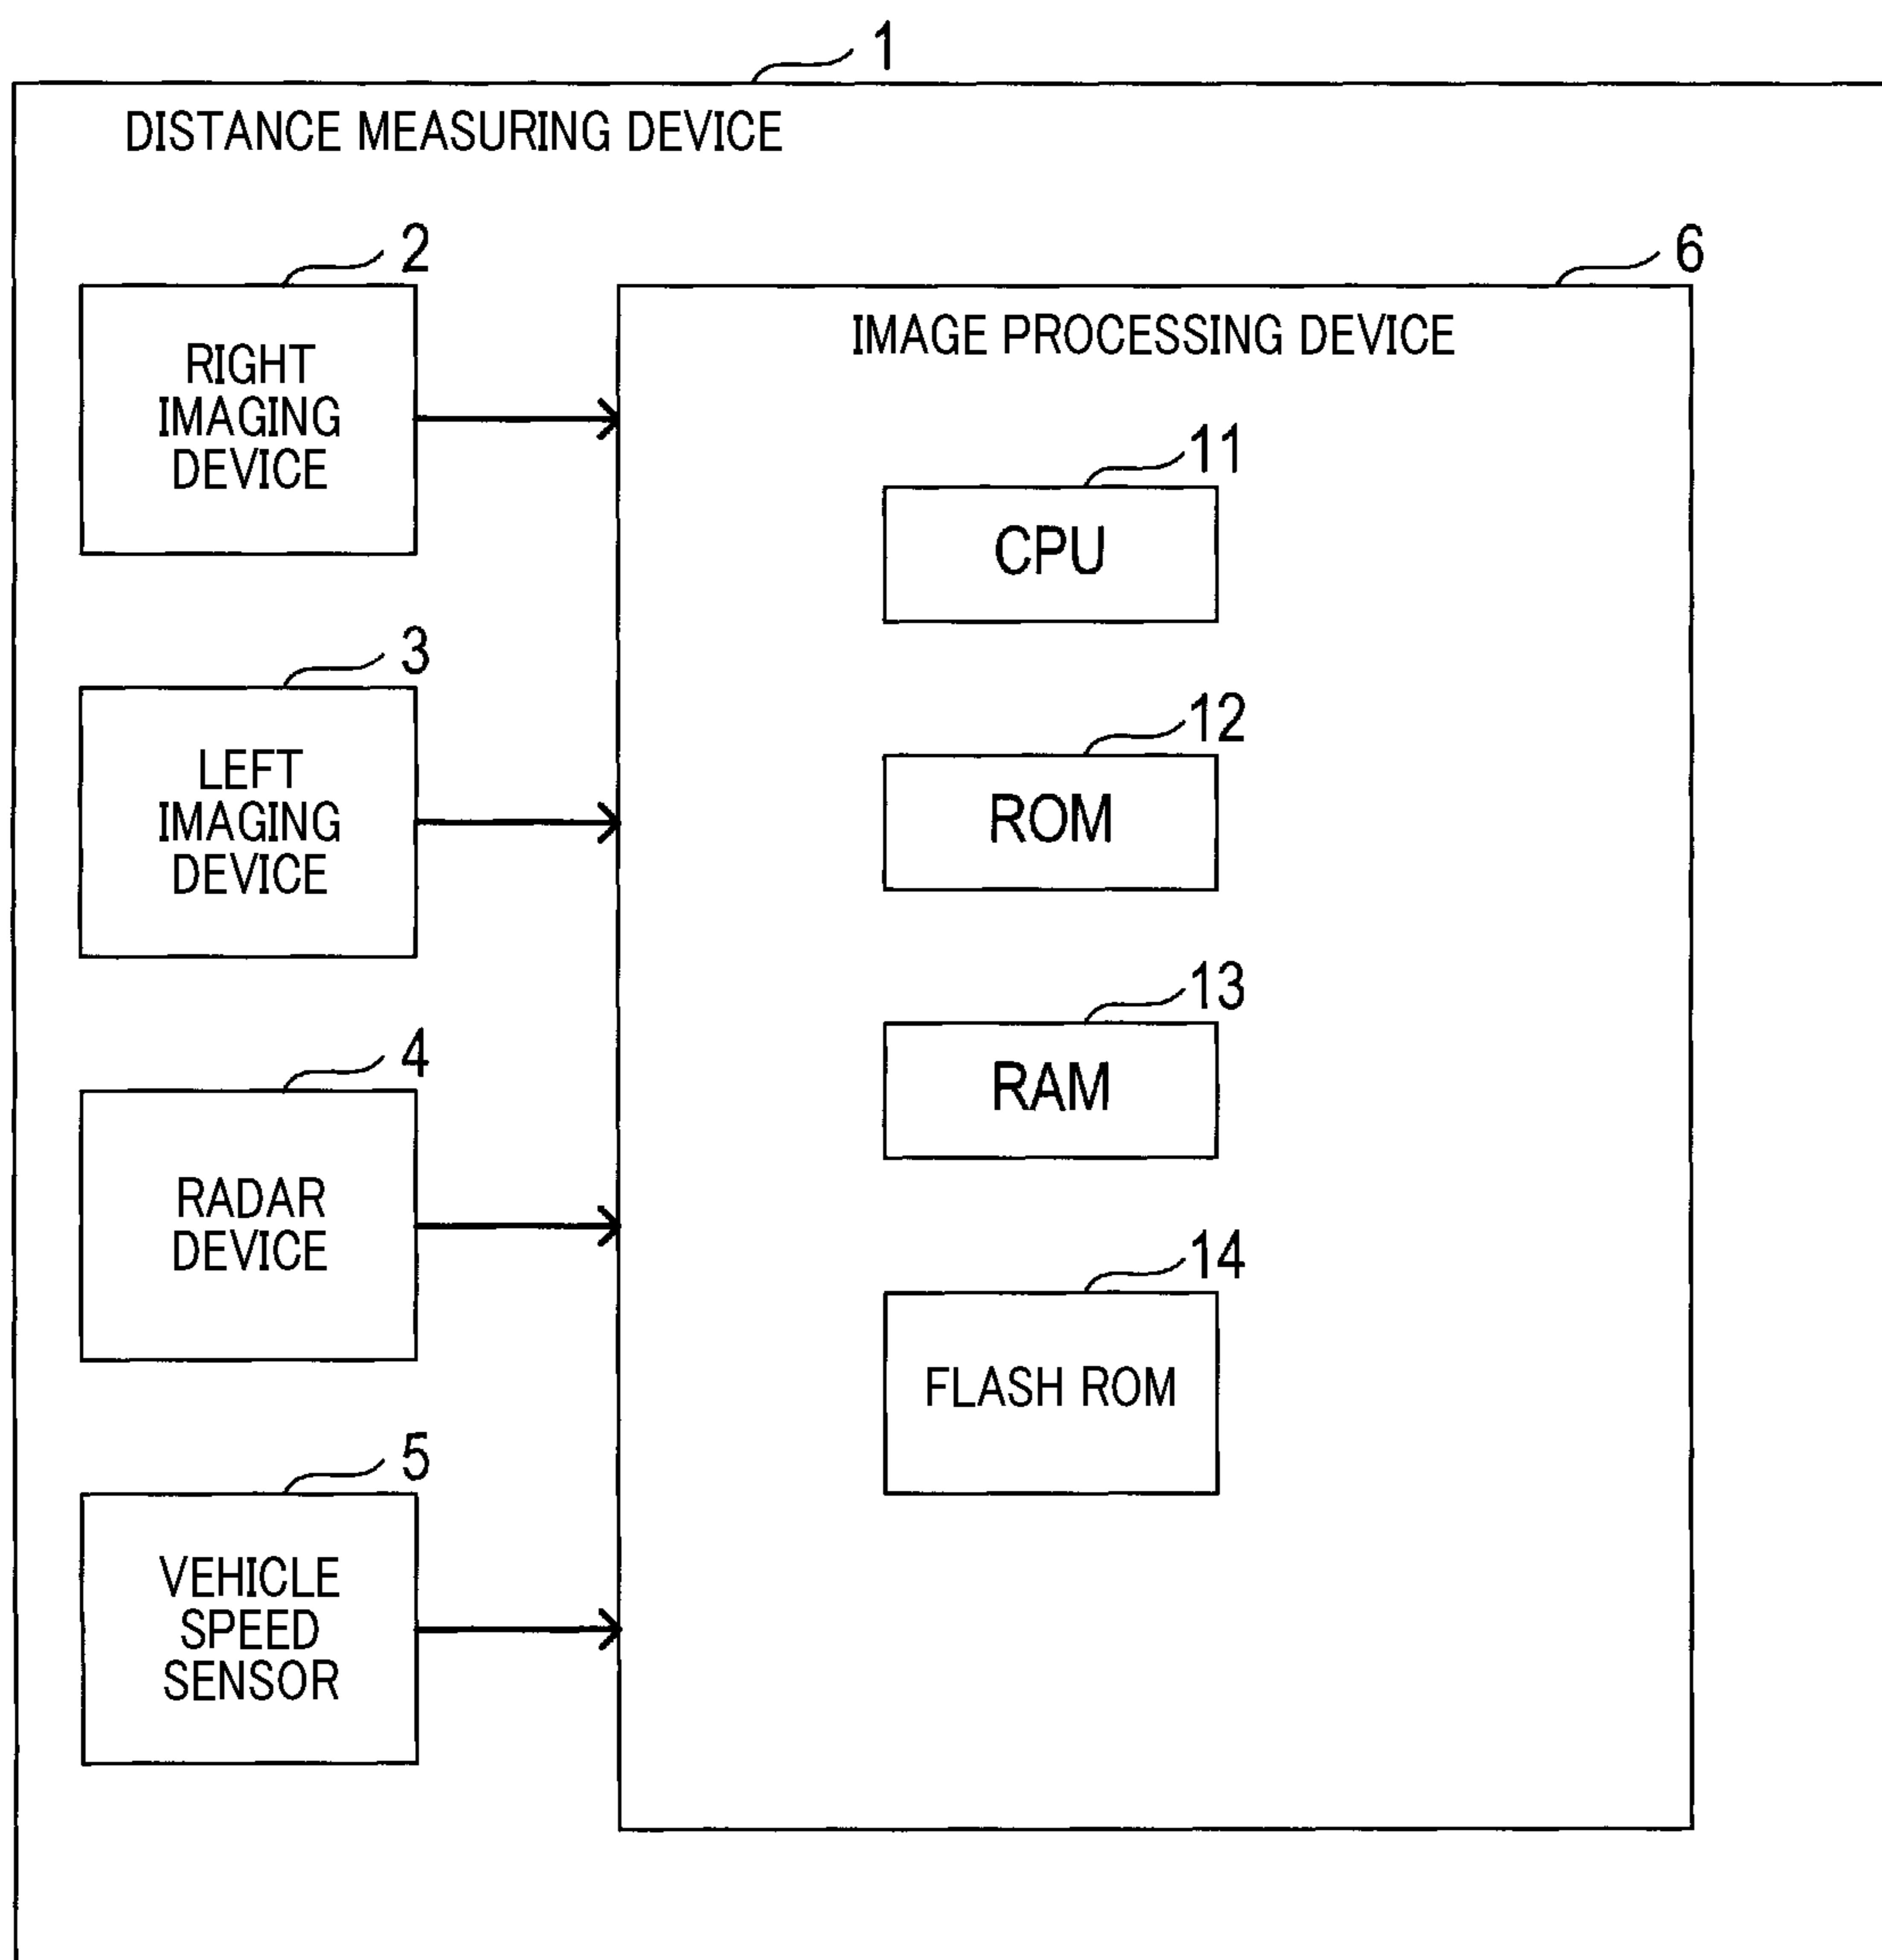 1
DISTANCE MEASURING DEVICE
2
RIGHT
IMAGING
DEVICE
3
LEFT
IMAGING
DEVICE
4
RADAR
DEVICE
5
VEHICLE
SPEED
SENSOR
6
IMAGE PROCESSING DEVICE
11
CPU
12
ROM
13
RAM
14
FLASH ROM